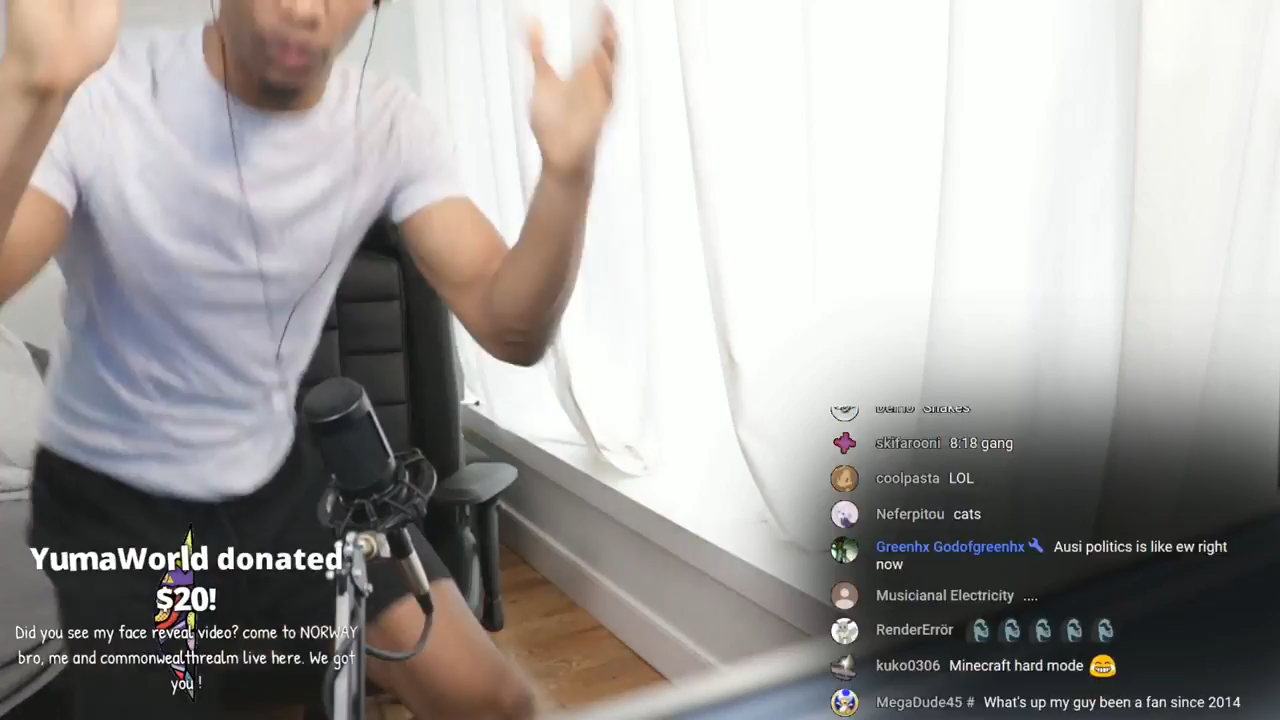 YumaWorld donated
$20!
Did you see my face reveal video? come to NORWAY
bro, me and commonwealthrealm live here. We got
you !
Demo Snakes
skifarooni 8:18 gang
coolpasta LOL
Neferpitou cats
Greenhx Godofgreenhx Ausi politics is like ew right
now
Musicianal Electricity ....
RenderErrör
kuko0306 Minecraft hard mode 😂
MegaDude45 # What's up my guy been a fan since 2014